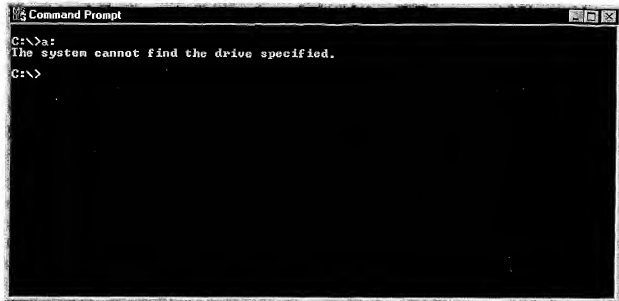 Command Prompt
C:\>a:
The system cannot find the drive specified.
C:\>